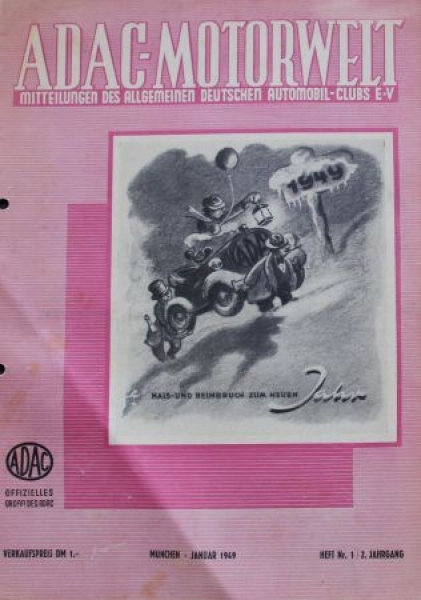 ADAC-MOTORWELT
MITTEILUNGEN DES ALLGEMEINEN DEUTSCHEN AUTOMOBIL-CLUBS E·V
1949
ADAC
HALS-UND BEINBRUCH ZUM NEUEN Jahr
ADAC
OFFIZIELLES
ORGAN DES ADAC
VERKAUFSPREIS DM 1.- MÜNCHEN - JANUAR 1949 HEFT Nr. 1 / 2. JAHRGANG